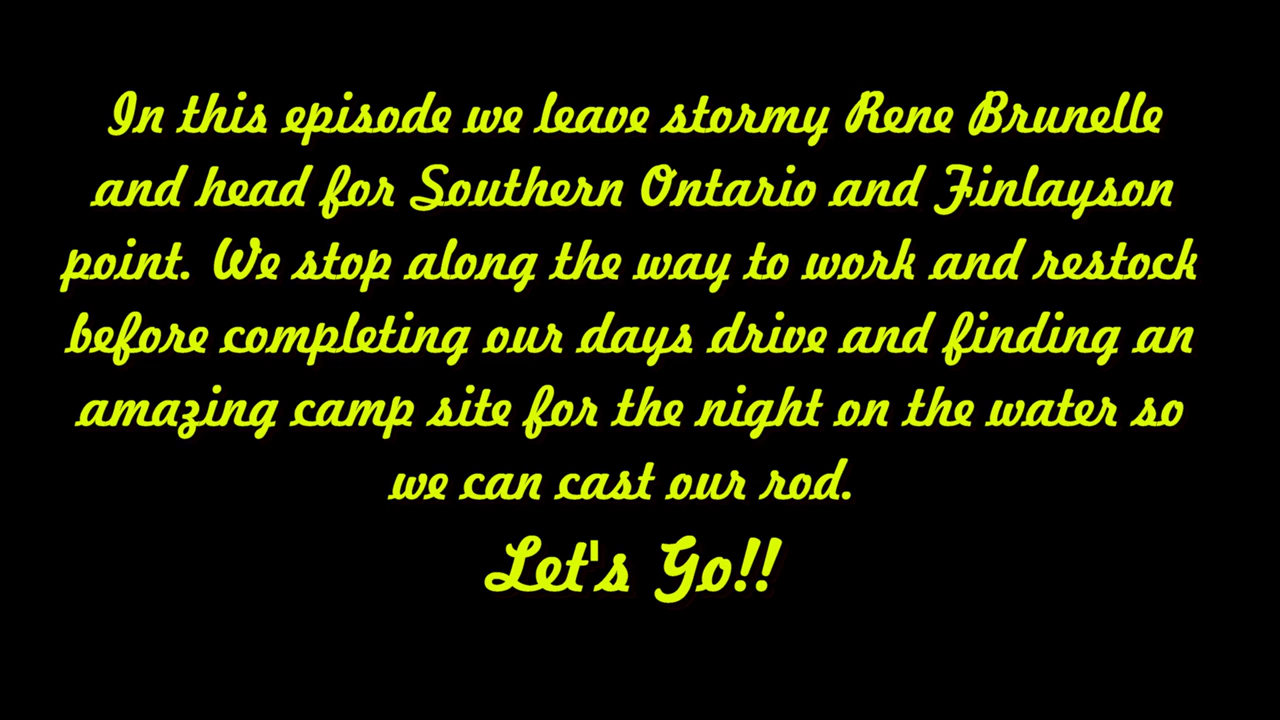 In this episode we leave stormy Rene Brunelle
and head for Southern Ontario and Finlayson
point. We stop along the way to work and restock
before completing our days drive and finding an
amazing camp site for the night on the water so
we can cast our rod.
Let's Go!!